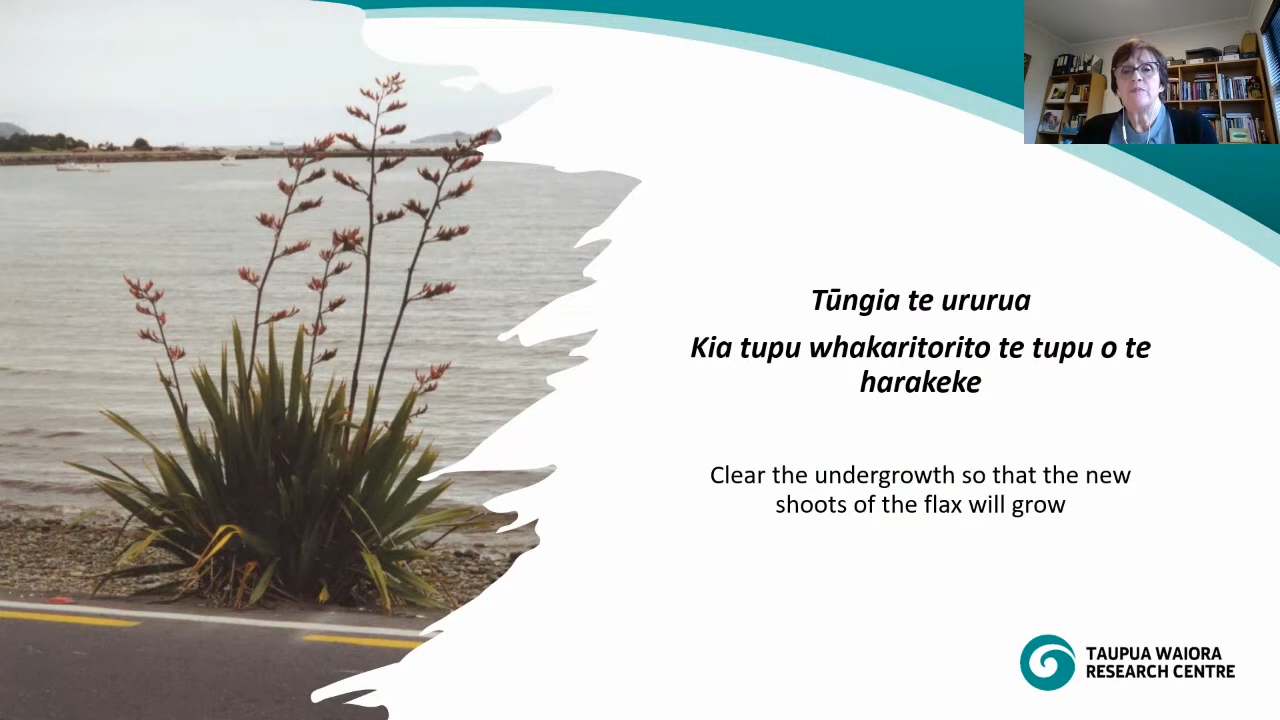 Tūngia te ururua
Kia tupu whakaritorito te tupu o te
harakeke
Clear the undergrowth so that the new
shoots of the flax will grow
TAUPUA WAIORA
RESEARCH CENTRE